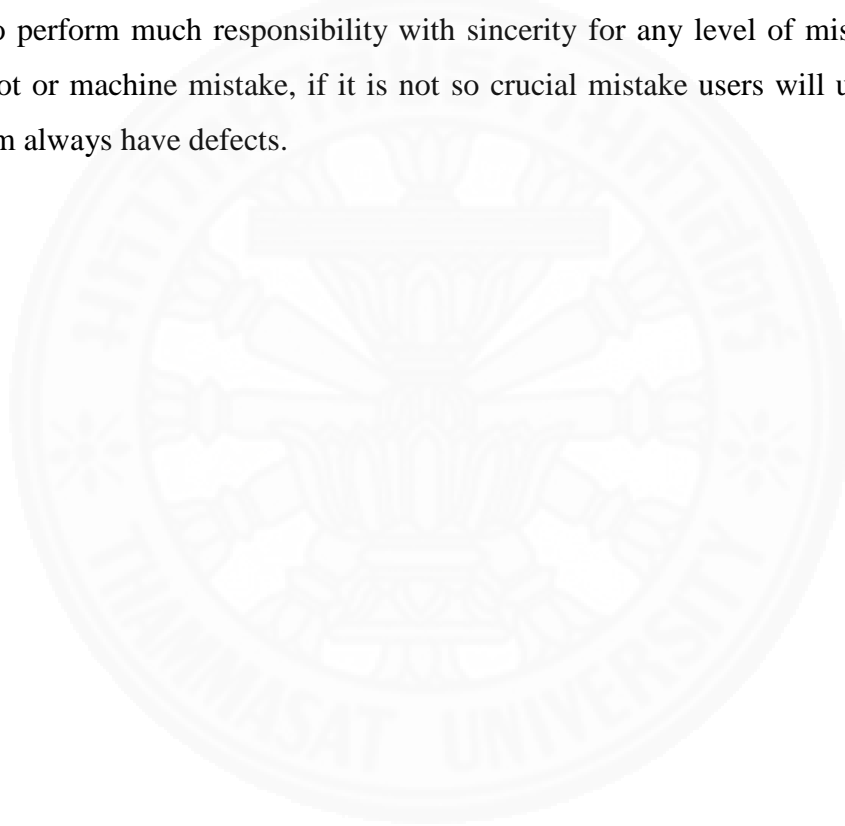 perform much responsibility with sincerity for any level of
or machine mistake, if it is not so crucial mistake users will
always have defects.
THAMMASAT UNIVERSITY